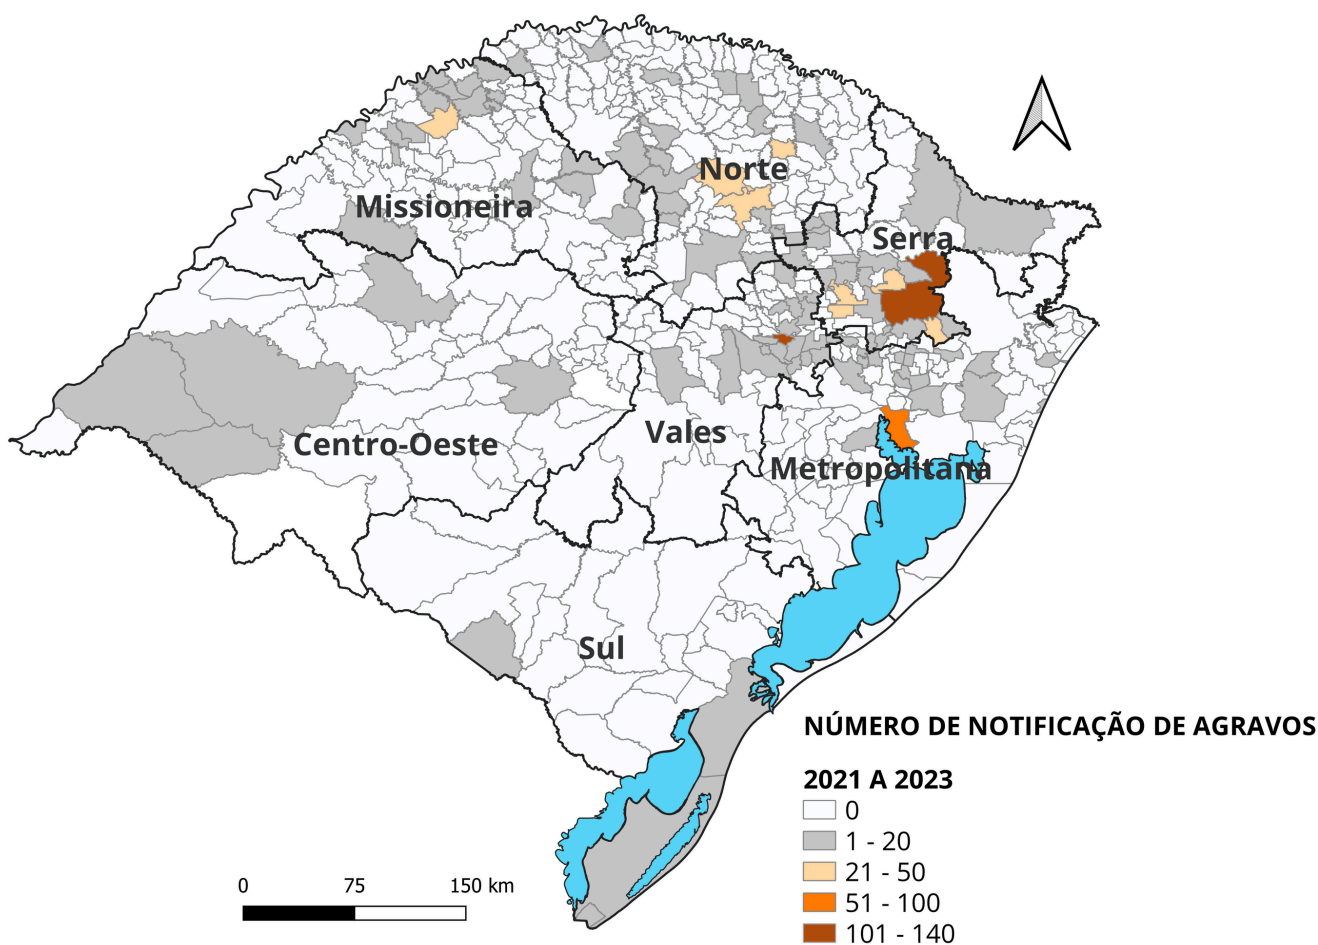 Norte
Missioneira
Serra
Vales
Centro-Oeste
Metropolitana
Sul
NÚMERO DE NOTIFICAÇÃO DE AGRAVOS
2021 A 2023
0
1 - 20
21 - 50
51 - 100
101 - 140
0 75 150 km